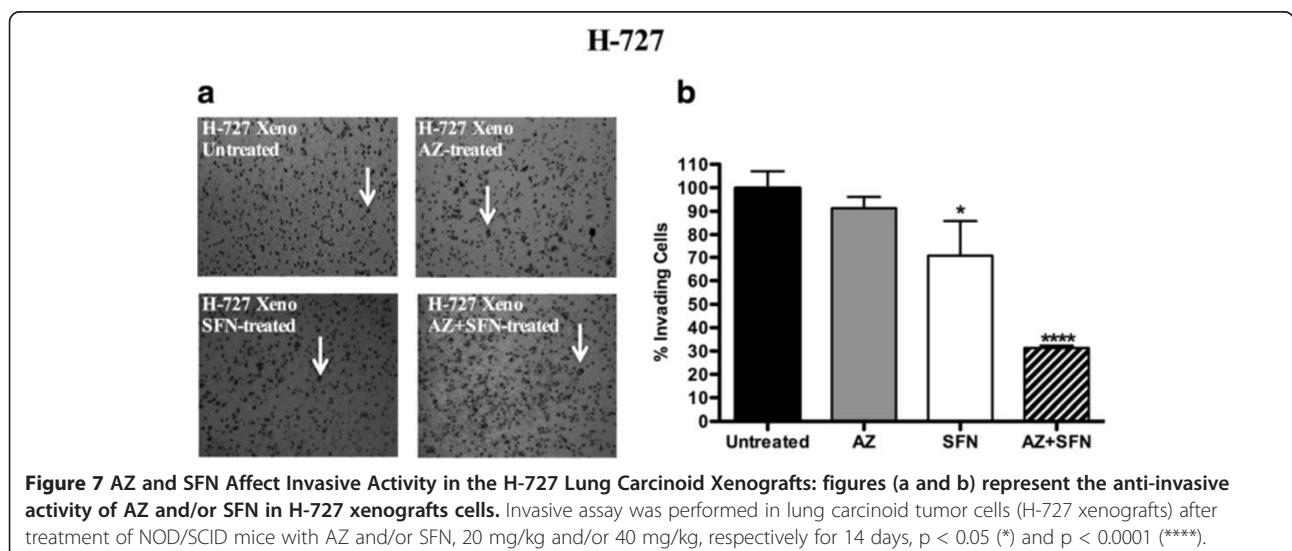 H-727
a
H-727 Xeno
Untreated
H-727 Xeno
AZ-treated
H-727 Xeno
SFN-treated
H-727 Xeno
AZ+SFN-treated
b
% Invading Cells
110
100
90
80
70
60
50
40
30
20
10
0
*
****
Untreated
AZ
SFN
AZ+SFN
Figure 7 AZ and SFN Affect Invasive Activity in the H-727 Lung Carcinoid Xenografts: figures (a and b) represent the anti-invasive
activity of AZ and/or SFN in H-727 xenografts cells. Invasive assay was performed in lung carcinoid tumor cells (H-727 xenografts) after
treatment of NOD/SCID mice with AZ and/or SFN, 20 mg/kg and/or 40 mg/kg, respectively for 14 days, p < 0.05 (*) and p < 0.0001 (****).